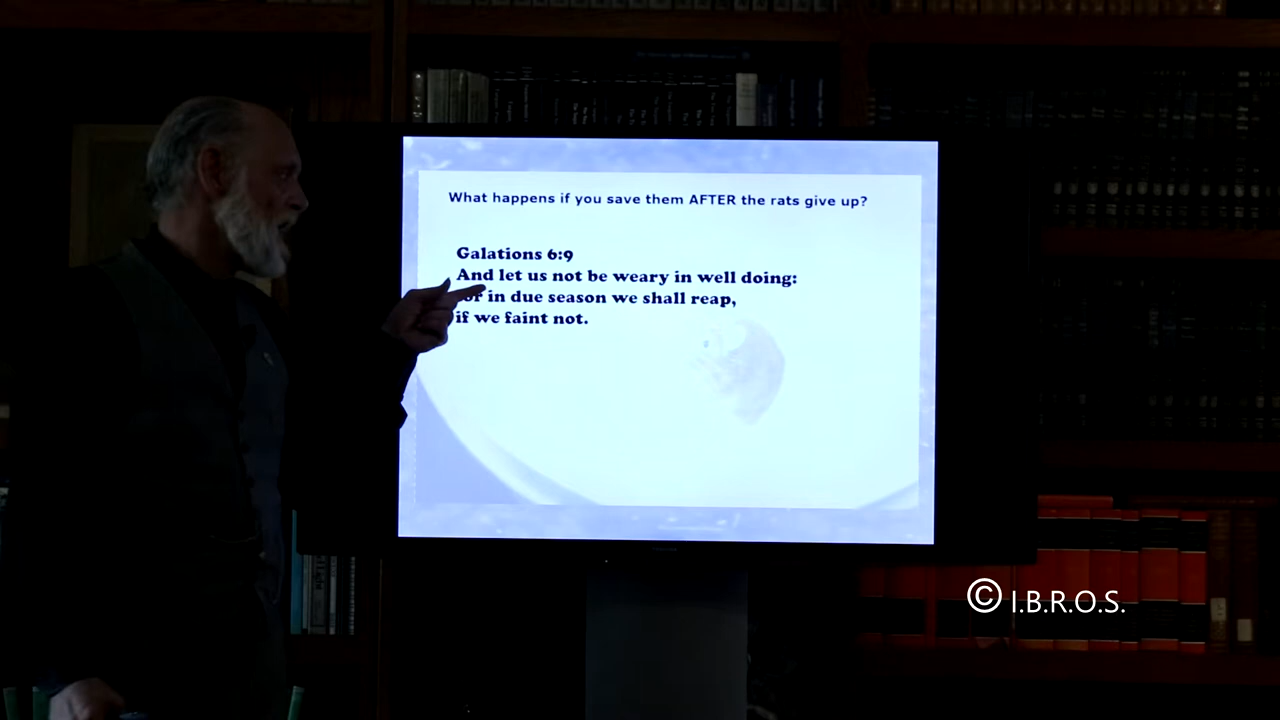 What happens if you save them AFTER the rats give up?
Galations 6:9
And let us not be weary in well doing:
in due season we shall reap,
if we faint not.
© I.B.R.O.S.